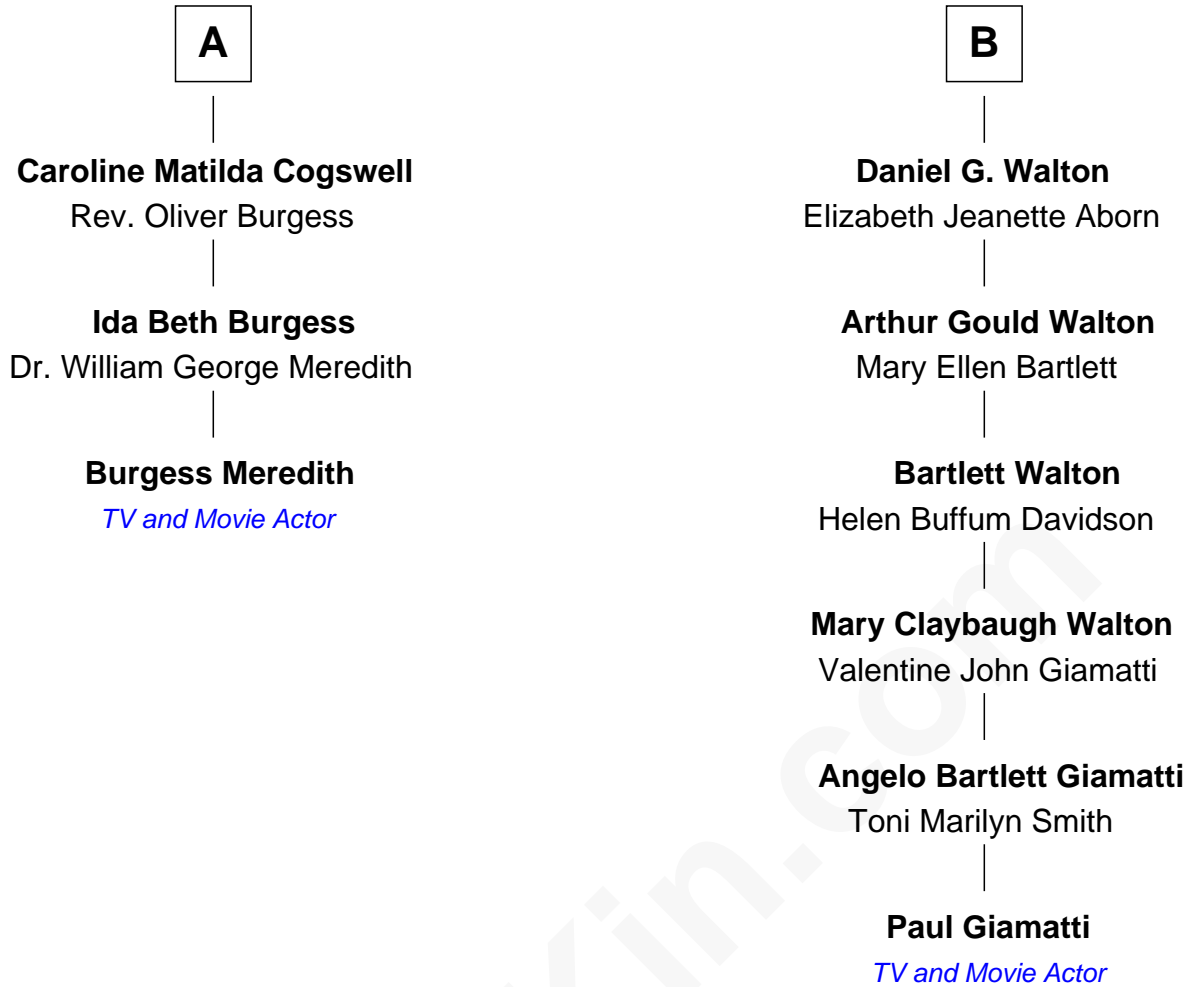 A
Caroline Matilda Cogswell
Rev. Oliver Burgess
Ida Beth Burgess
Dr. William George Meredith
Burgess Meredith
TV and Movie Actor
B
Daniel G. Walton
Elizabeth Jeanette Aborn
Arthur Gould Walton
Mary Ellen Bartlett
Bartlett Walton
Helen Buffum Davidson
Mary Claybaugh Walton
Valentine John Giamatti
Angelo Bartlett Giamatti
Toni Marilyn Smith
Paul Giamatti
TV and Movie Actor
Kin.com